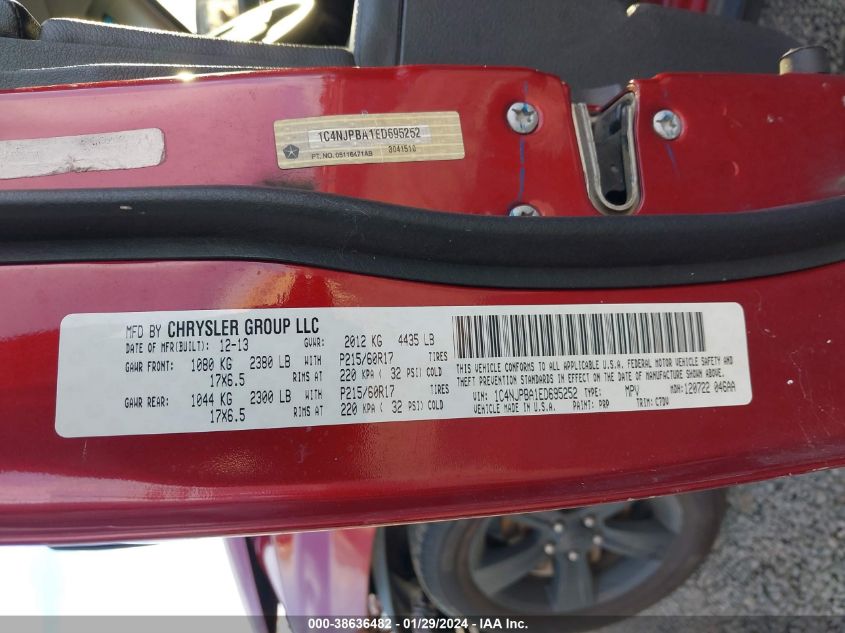 1C4NJPBA1ED695252
3041510
PT. NO. 05116471AB
MFD BY CHRYSLER GROUP LLC
DATE OF MFR(BUILT): 12-13 GVWR: 2012 KG 4435 LB
GAWR FRONT: 1080 KG 2380 LB WITH P215/60R17 TIRES
17X6.5 RIMS AT 220 KPA ( 32 PSI) COLD
GAWR REAR: 1044 KG 2300 LB WITH P215/60R17 TIRES
17X6.5 RIMS AT 220 KPA ( 32 PSI) COLD
THIS VEHICLE CONFORMS TO ALL APPLICABLE U.S.A. FEDERAL MOTOR VEHICLE SAFETY AND
THEFT PREVENTION STANDARDS IN EFFECT ON THE DATE OF MANUFACTURE SHOWN ABOVE.
VIN: 1C4NJPBA1ED695252 TYPE: MPV MDH: 120722 046AA
VEHICLE MADE IN U.S.A. PAINT: PRP TRIM: C7DV
000-38636482 - 01/29/2024 - IAA Inc.